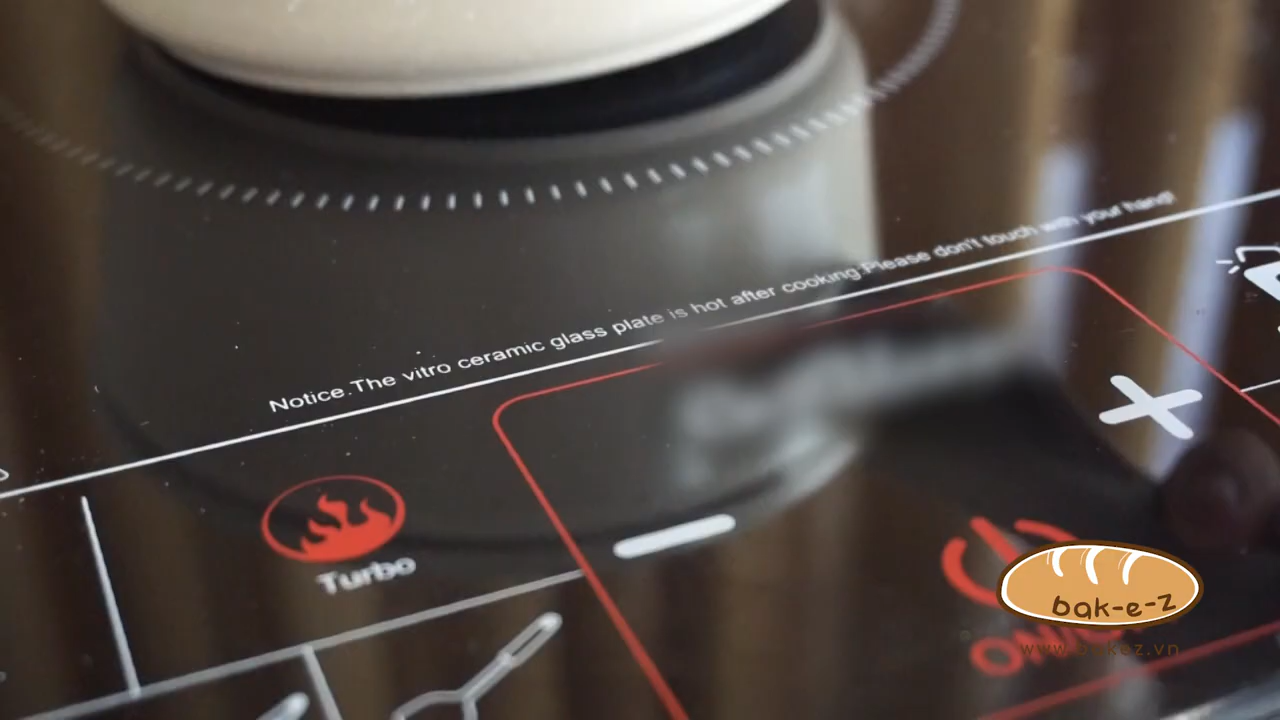 Notice.The vitro ceramic glass plate is hot after cooking.Please don't touch with your hand!
Turbo
bak-e-z
www.bakez.vn